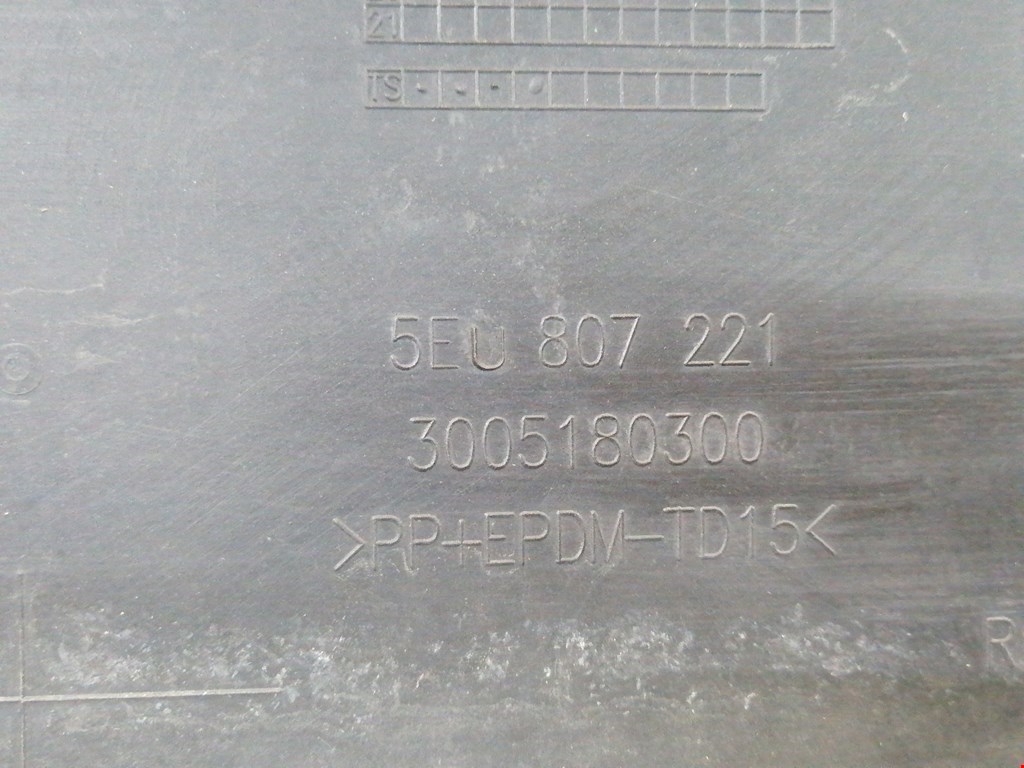 21
TS
5EU 807 221
3005180300
>PP+EPDM-TD15<
R